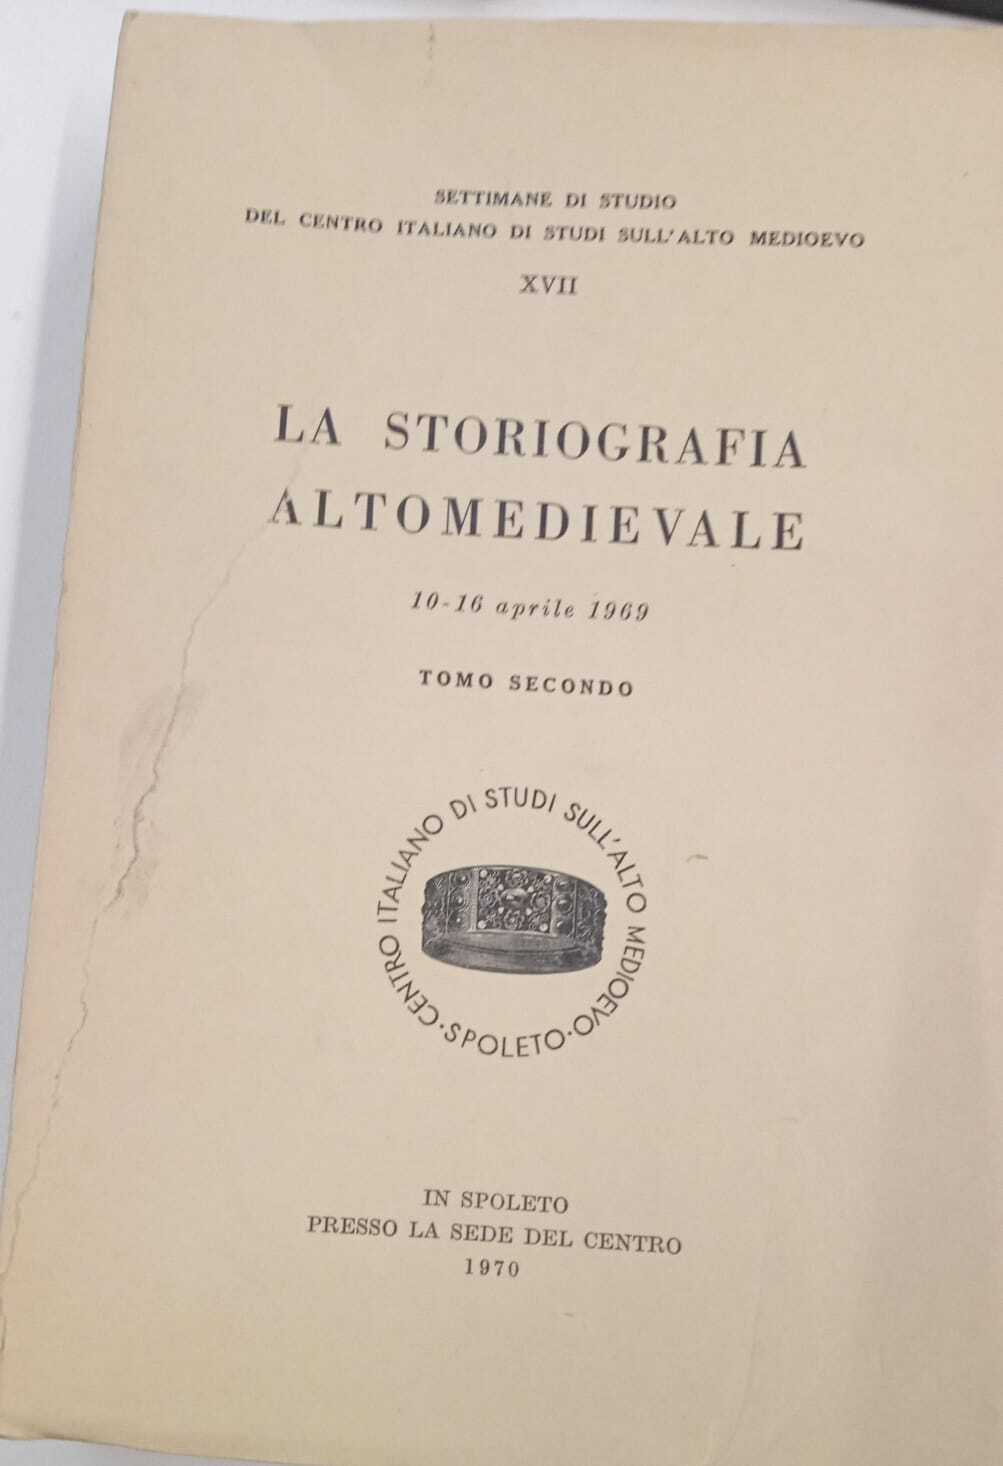 SETTIMANE DI STUDIO
DEL CENTRO ITALIANO DI STUDI SULL'ALTO MEDIOEVO
XVII
LA STORIOGRAFIA
ALTOMEDIEVALE
10-16 aprile 1969
TOMO SECONDO
CENTRO ITALIANO DI STUDI SULL'ALTO MEDIOEVO · SPOLETO ·
IN SPOLETO
PRESSO LA SEDE DEL CENTRO
1970